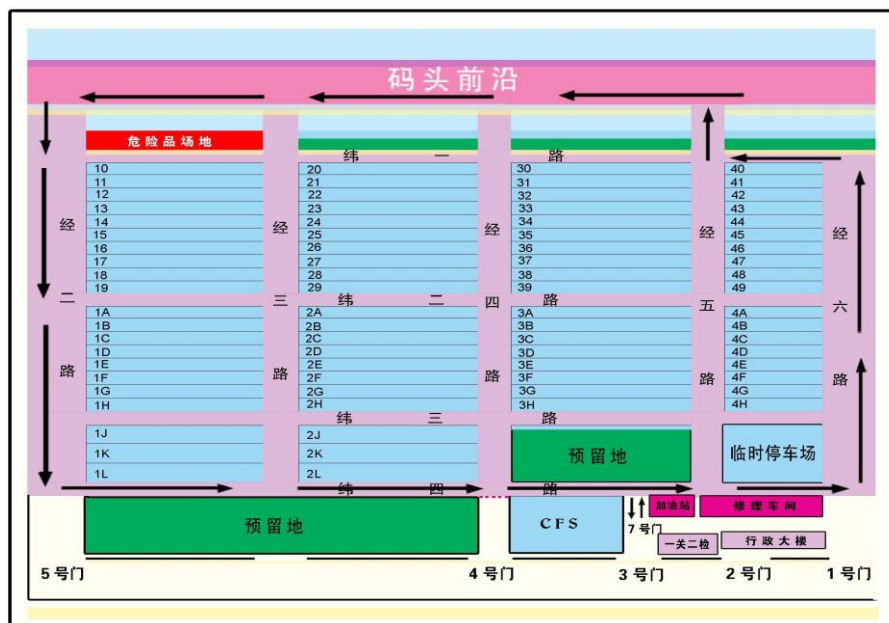 码头前沿
危险品场地
纬 一 路
10 20 30 40
11 21 31 41
12 22 32 42
13 23 33 43
14 24 34 44
15 25 35 45
16 26 36 46
17 27 37 47
18 28 38 48
19 29 39 49
经二路
经三路
经四路
经五路
经六路
纬 二 路
1A 2A 3A 4A
1B 2B 3B 4B
1C 2C 3C 4C
1D 2D 3D 4D
1E 2E 3E 4E
1F 2F 3F 4F
1G 2G 3G 4G
1H 2H 3H 4H
纬 三 路
1J 2J
1K 2K
1L 2L
预留地
临时停车场
纬 四 路
预留地
CFS
7号门
加油站
修理车间
一关二检
行政大楼
5号门 4号门 3号门 2号门 1号门